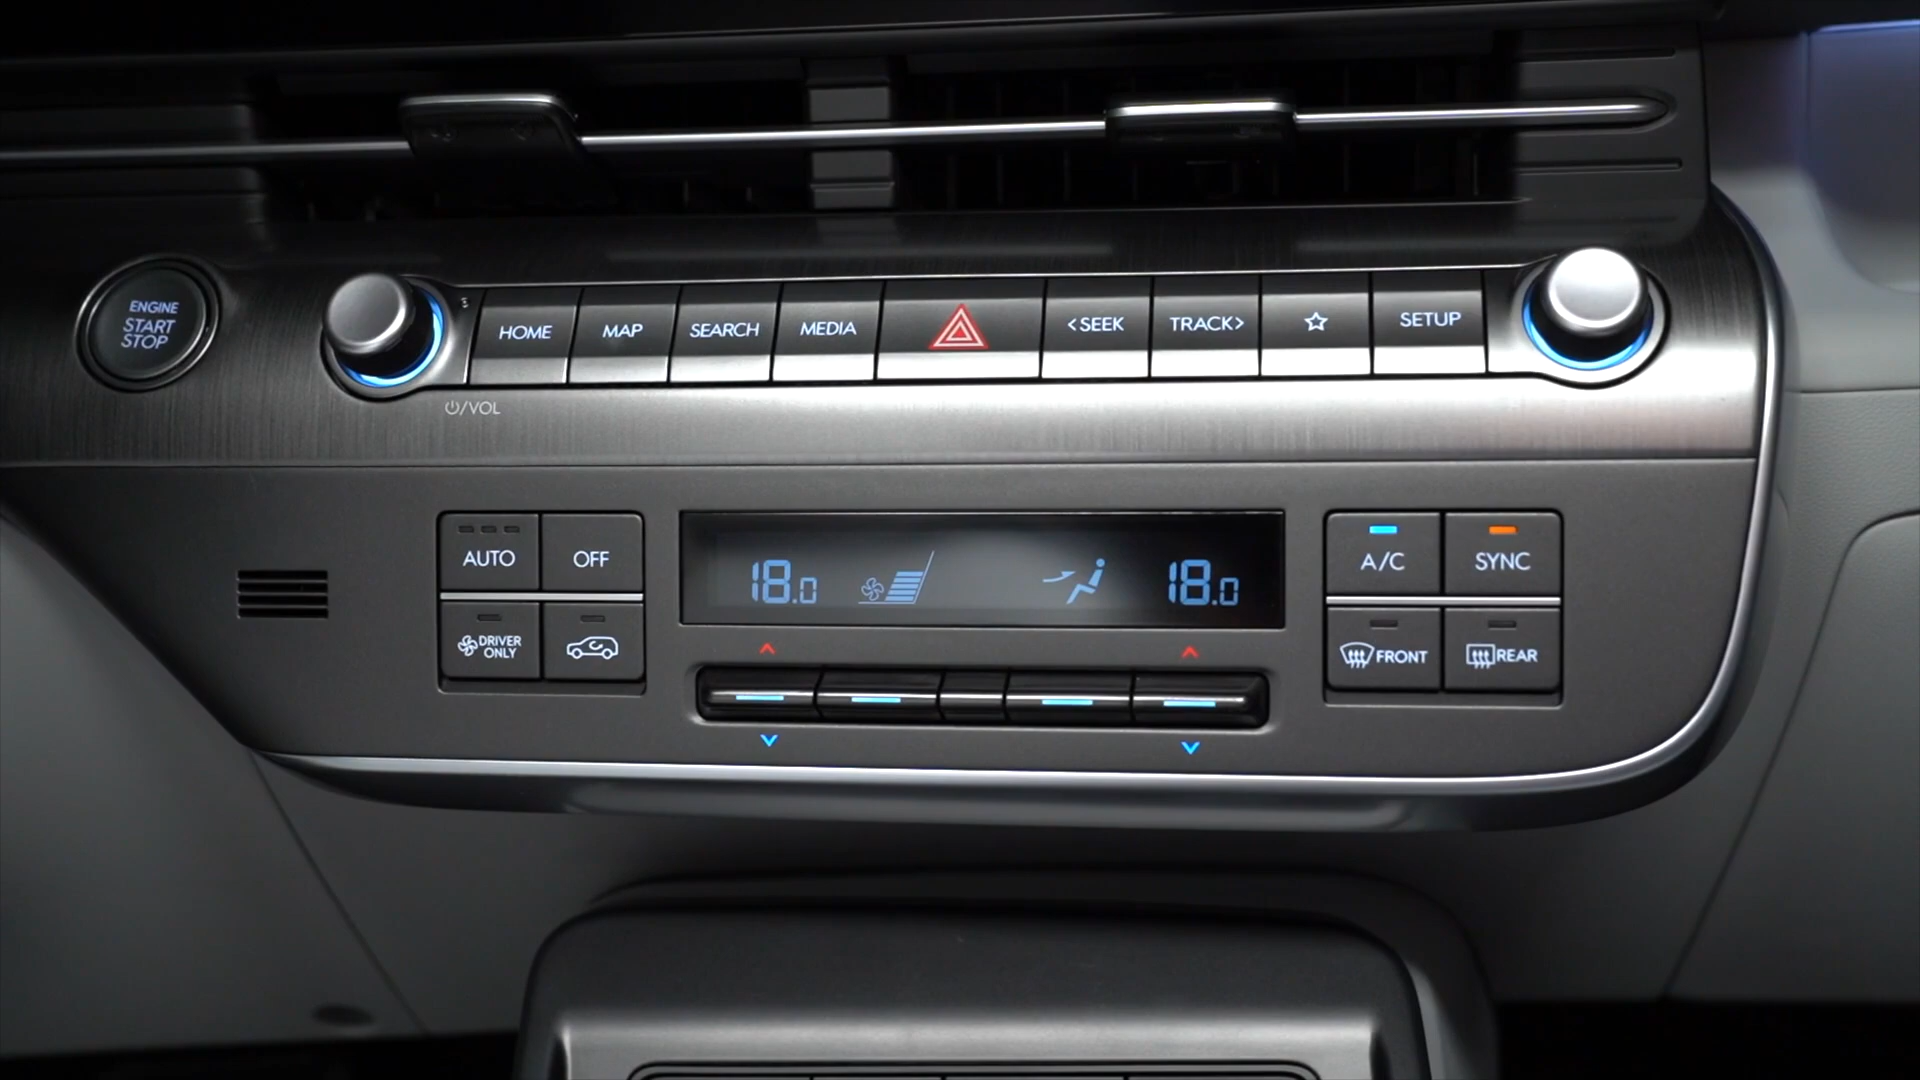 ENGINE
START
STOP
HOME
MAP
SEARCH
MEDIA
<SEEK
TRACK>
SETUP
/VOL
AUTO
OFF
18.0
18.0
A/C
SYNC
DRIVER
ONLY
FRONT
REAR